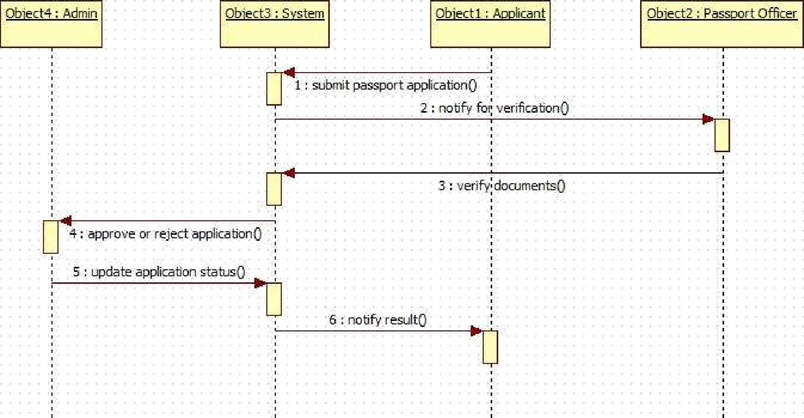 Object4 : Admin
Object3 : System
Object1 : Applicant
Object2 : Passport Officer
1 : submit passport application()
2 : notify for verification()
3 : verify documents()
4 : approve or reject application()
5 : update application status()
6 : notify result()